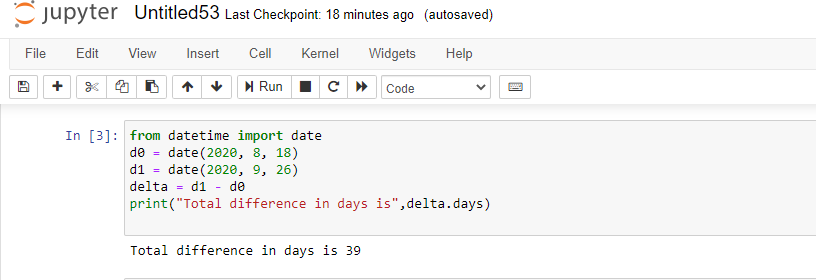 jupyter Untitled53 Last Checkpoint: 18 minutes ago (autosaved)
File Edit View Insert Cell Kernel Widgets Help
Run Code
In [3]: from datetime import date
d0 = date(2020, 8, 18)
d1 = date(2020, 9, 26)
delta = d1 - d0
print("Total difference in days is",delta.days)
Total difference in days is 39